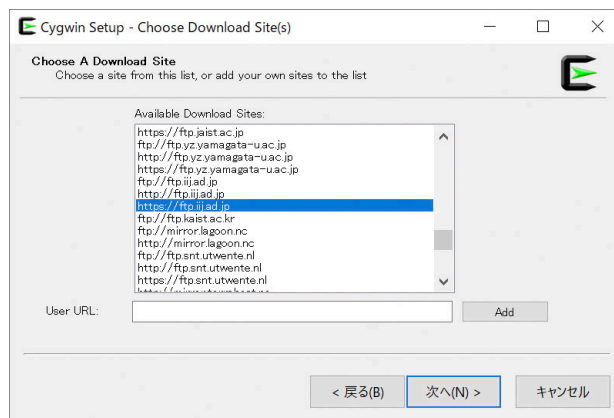 Cygwin Setup - Choose Download Site(s)
Choose A Download Site
Choose a site from this list, or add your own sites to the list
Available Download Sites:
https://ftp.jaist.ac.jp
ftp://ftp.yz.yamagata-u.ac.jp
http://ftp.yz.yamagata-u.ac.jp
https://ftp.yz.yamagata-u.ac.jp
ftp://ftp.iij.ad.jp
http://ftp.iij.ad.jp
https://ftp.iij.ad.jp
ftp://ftp.kaist.ac.kr
ftp://mirror.lagoon.nc
http://mirror.lagoon.nc
ftp://ftp.snt.utwente.nl
http://ftp.snt.utwente.nl
https://ftp.snt.utwente.nl
User URL:
Add
< 戻る(B)
次へ(N) >
キャンセル